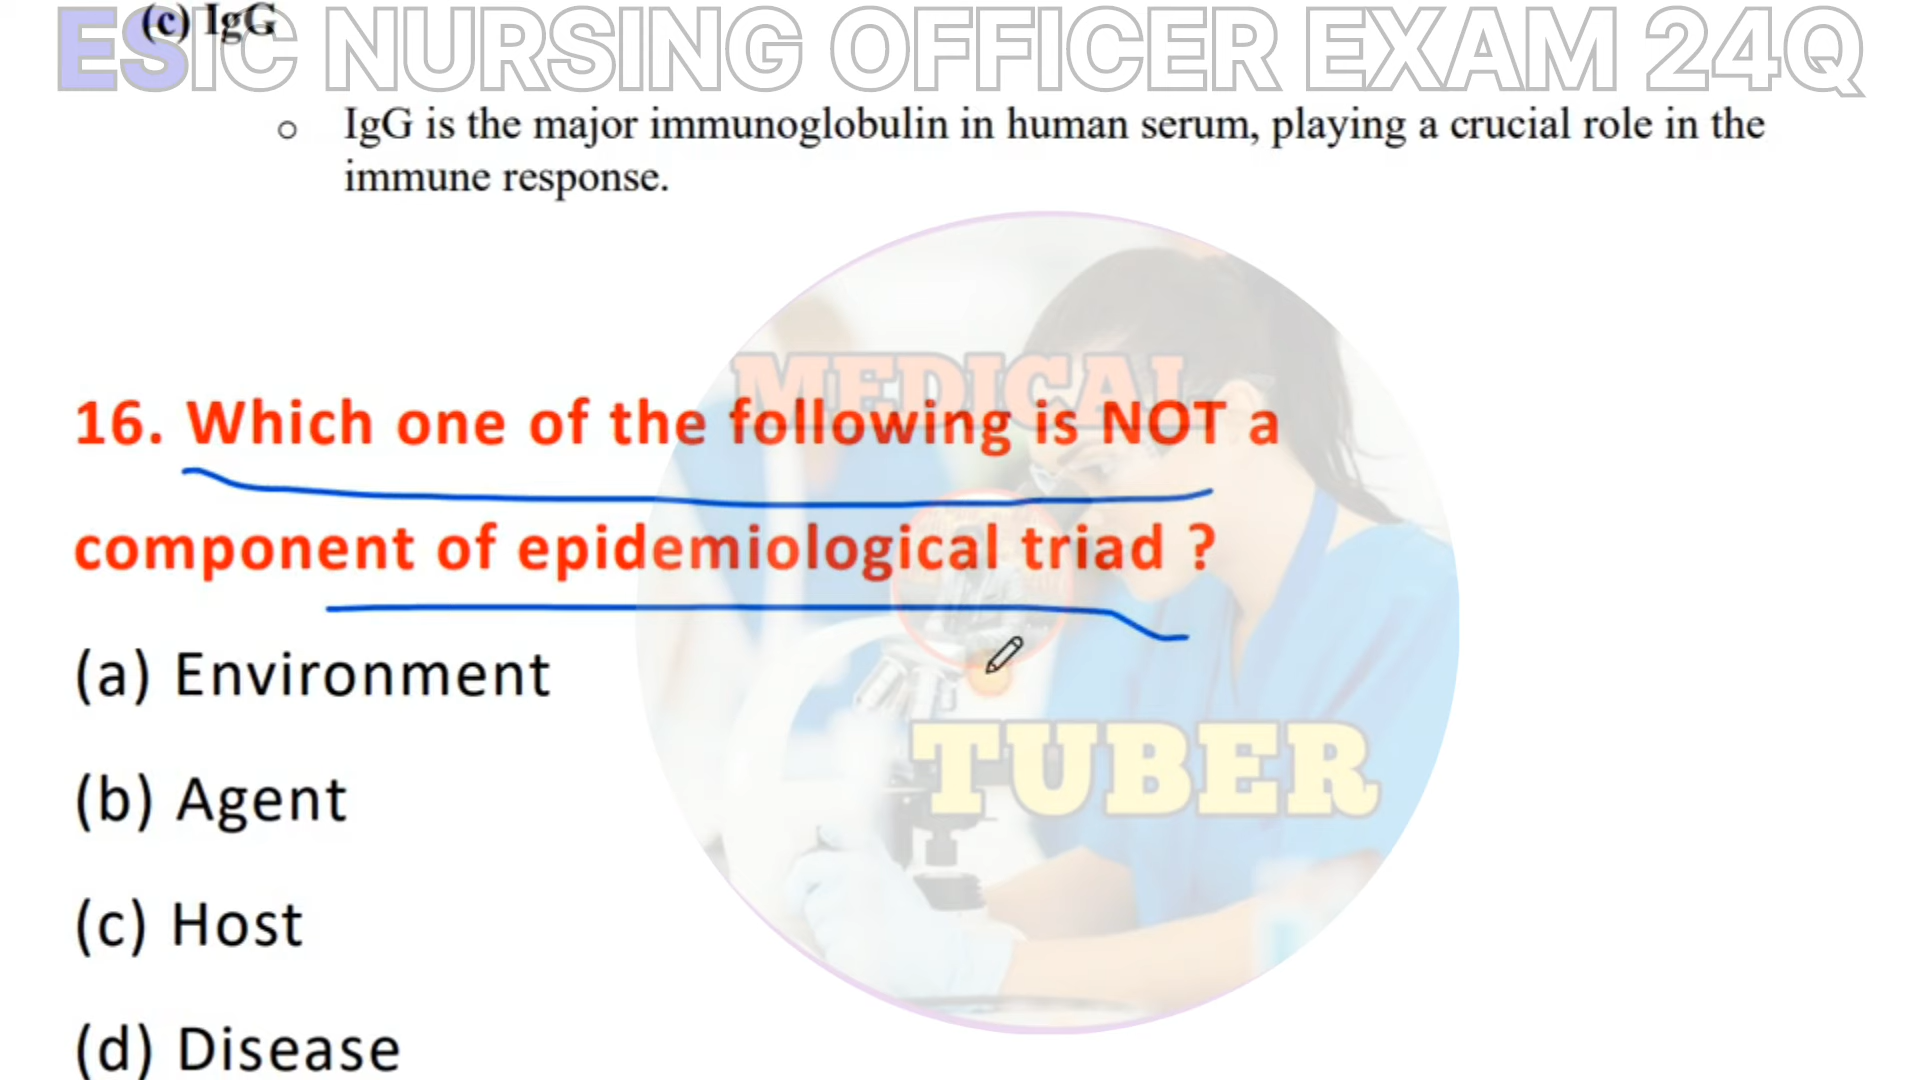 (c) IgG
ESIC NURSING OFFICER EXAM 24Q
IgG is the major immunoglobulin in human serum, playing a crucial role in the
immune response.
MEDICAL
16. Which one of the following is NOT a
component of epidemiological triad ?
(a) Environment
TUBER
(b) Agent
(c) Host
(d) Disease